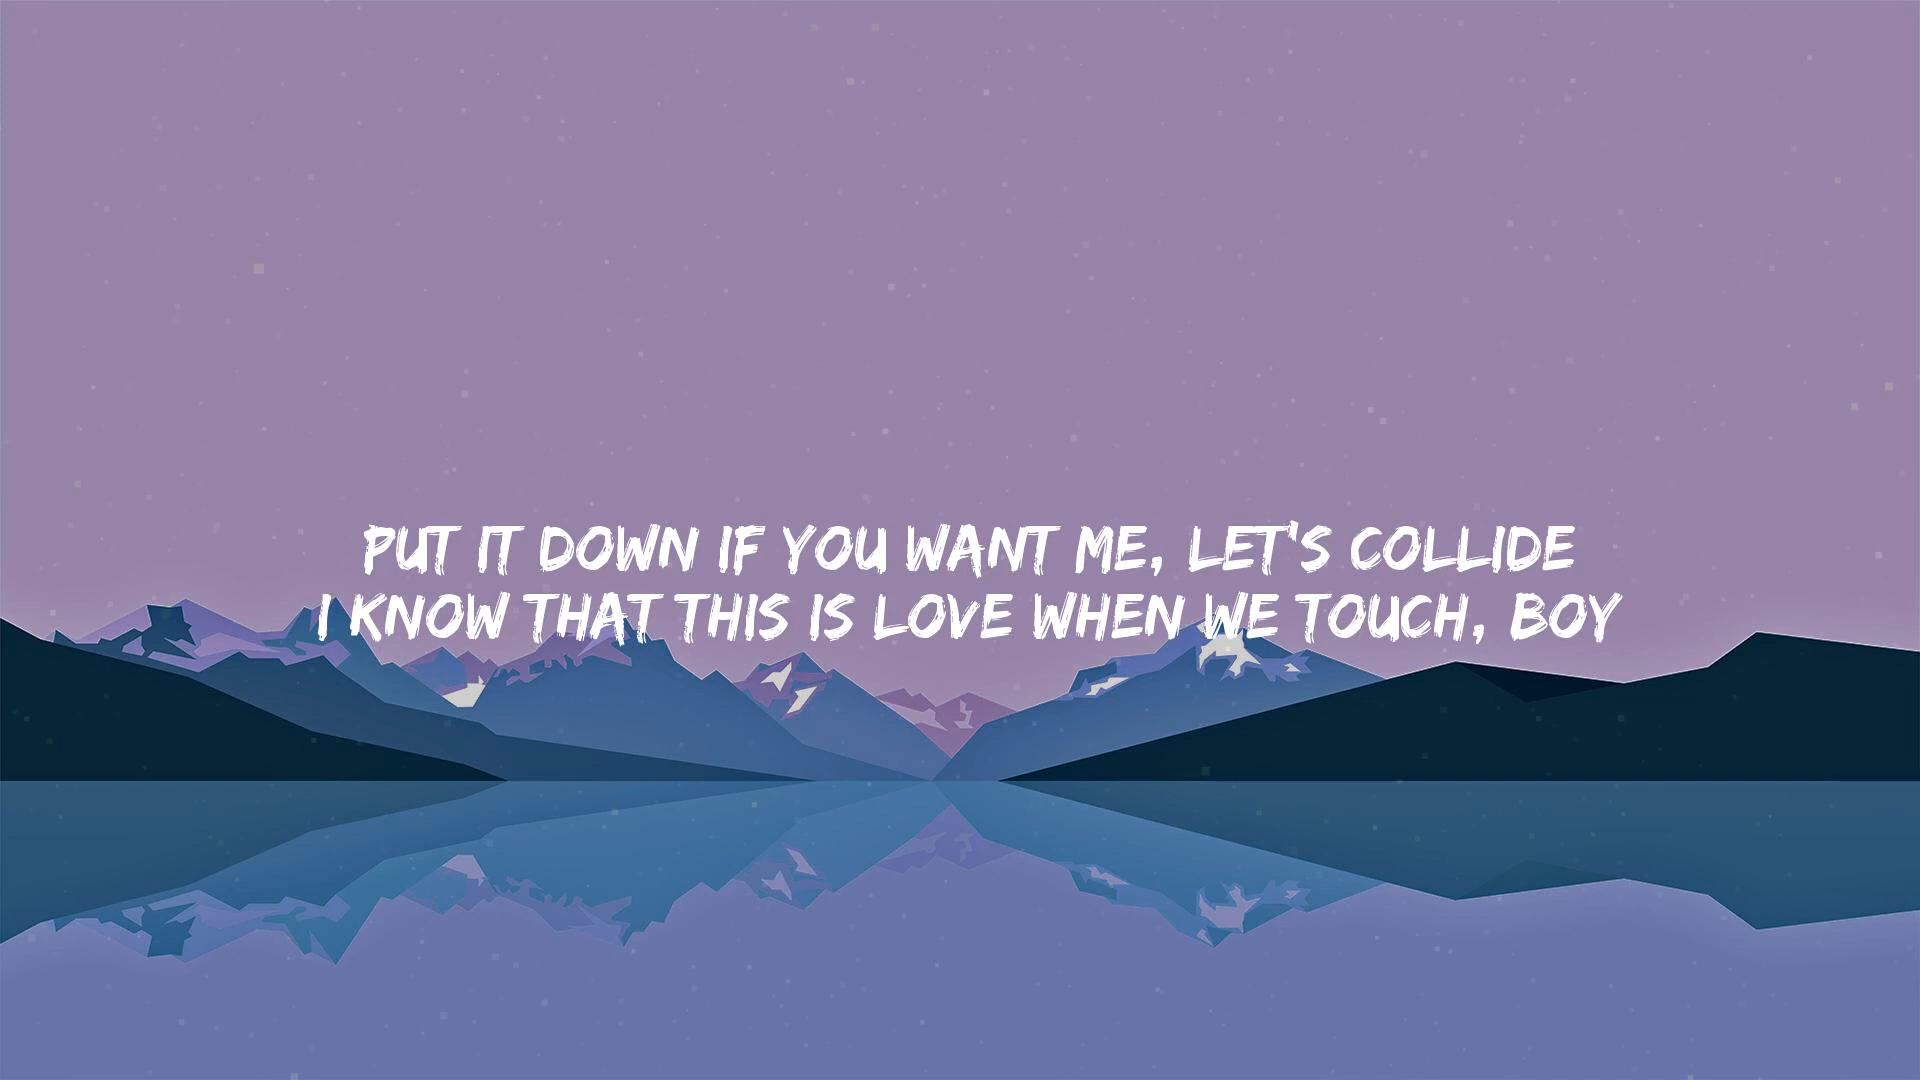 PUT IT DOWN IF YOU WANT ME, LET'S COLLIDE
I KNOW THAT THIS IS LOVE WHEN WE TOUCH, BOY